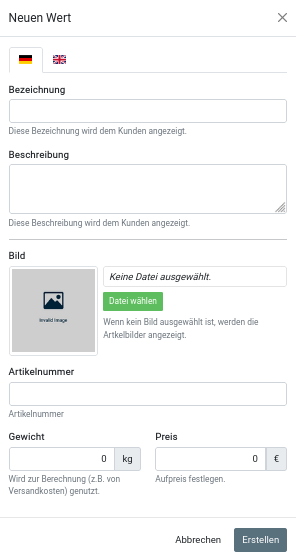 Neuen Wert
Bezeichnung
Diese Bezeichnung wird dem Kunden angezeigt.
Beschreibung
Diese Beschreibung wird dem Kunden angezeigt.
Bild
Invalid Image
Keine Datei ausgewählt.
Datei wählen
Wenn kein Bild ausgewählt ist, werden die
Artkelbilder angezeigt.
Artikelnummer
Artikelnummer
Gewicht
0 kg
Wird zur Berechnung (z.B. von
Versandkosten) genutzt.
Preis
0 €
Aufpreis festlegen.
Abbrechen
Erstellen